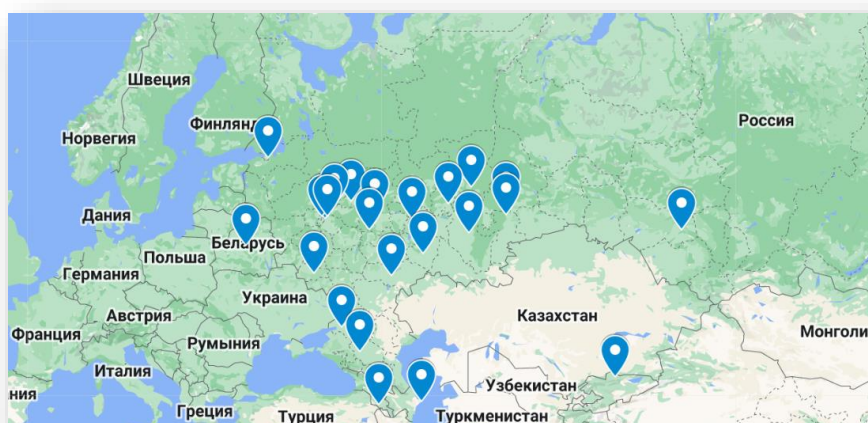 Швеция
Финлянд
Россия
Норвегия
Дания
Беларусь
Польша
Германия
Украина
Казахстан
Австрия
Монголи
Франция
Румыния
Италия
Узбекистан
ния
Греция
Турция
Туркменистан